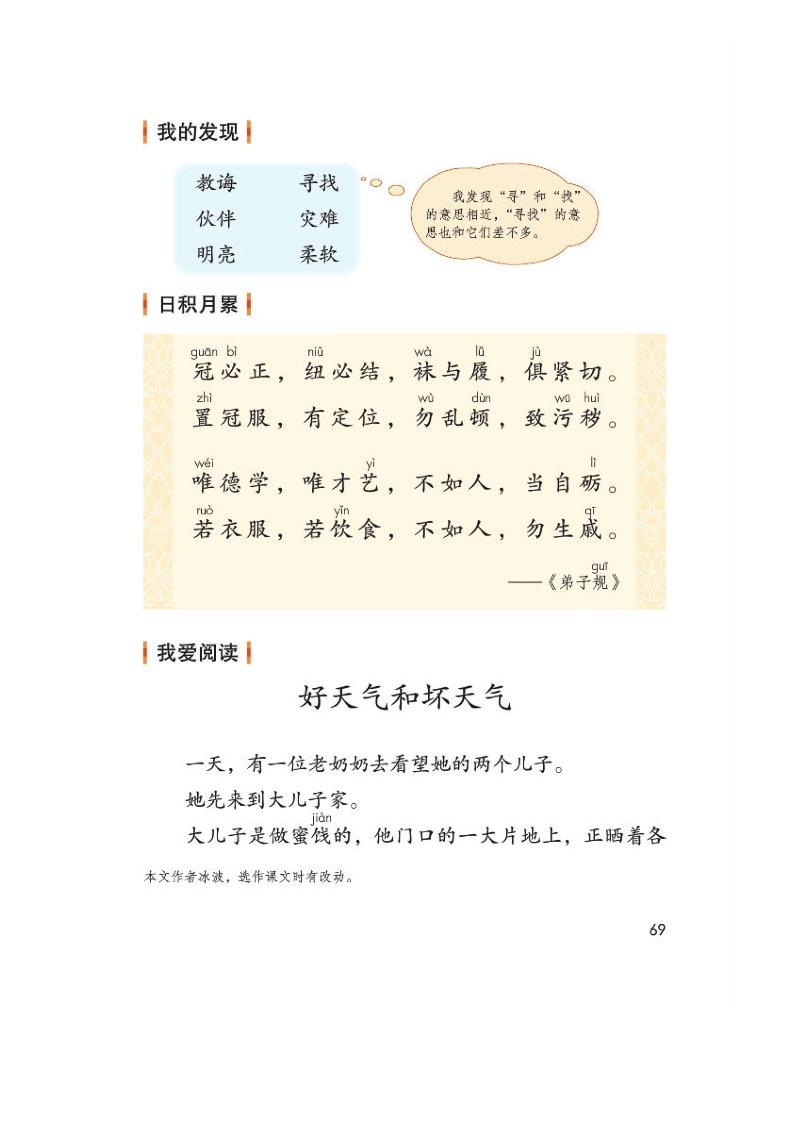 我的发现
教诲 寻找
伙伴 灾难
明亮 柔软
我发现“寻”和“找”
的意思相近，“寻找”的意
思也和它们差不多。
日积月累
guān bì niǔ wà lǚ jù
冠必正，纽必结，袜与履，俱紧切。
zhì wù dùn wū huì
置冠服，有定位，勿乱顿，致污秽。
wéi yì lì
唯德学，唯才艺，不如人，当自砺。
ruò yǐn qī
若衣服，若饮食，不如人，勿生戚。
guī
——《弟子规》
我爱阅读
好天气和坏天气
一天，有一位老奶奶去看望她的两个儿子。
她先来到大儿子家。
jiàn
大儿子是做蜜饯的，他门口的一大片地上，正晒着各
本文作者冰波，选作课文时有改动。
69